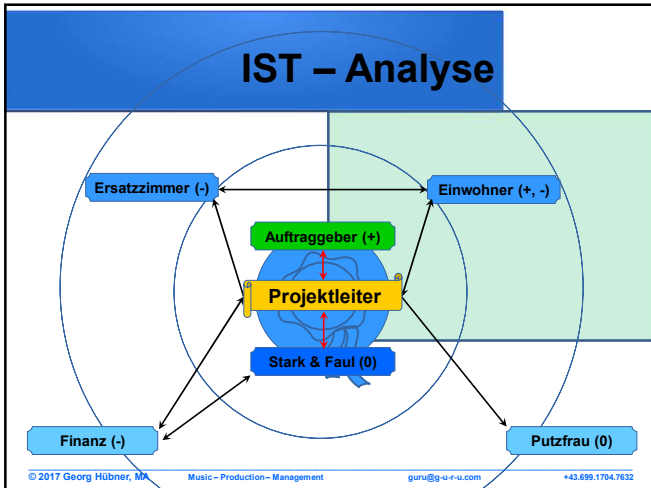 IST – Analyse
Ersatzzimmer (-)
Einwohner (+, -)
Auftraggeber (+)
Projektleiter
Stark & Faul (0)
Finanz (-)
Putzfrau (0)
© 2017 Georg Hübner, MA Music – Production – Management guru@g-u-r-u.com +43.699.1704.7632